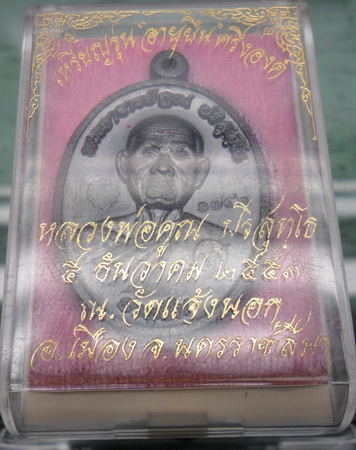 เหรียญรุ่น อายุยืน ครึ่งองค์
หลวงพ่อคูณ ปริสุทฺโธ
๕ ธันวาคม ๒๕๕๓
ณ. วัดแจ้งนอก
อ.เมือง จ.นครราชสีมา